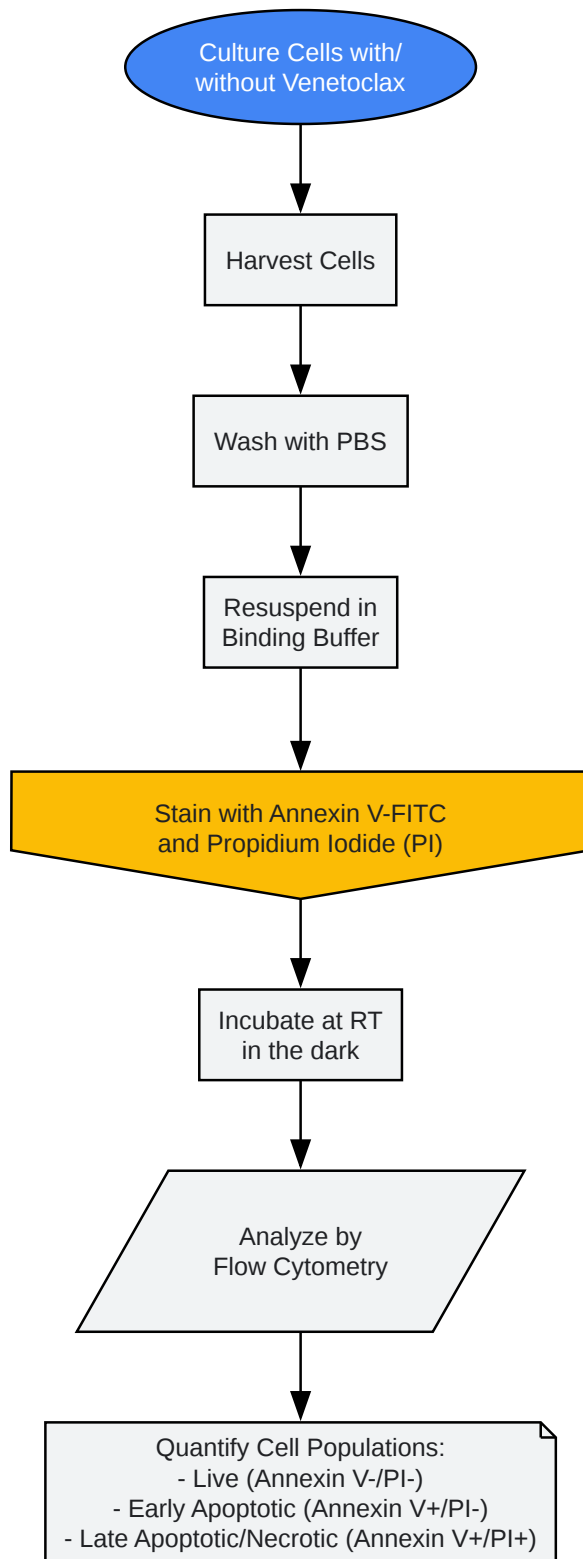 Culture Cells with/
without Venetoclax
Harvest Cells
Wash with PBS
Resuspend in
Binding Buffer
Stain with Annexin V-FITC
and Propidium Iodide (PI)
Incubate at RT
in the dark
Analyze by
Flow Cytometry
Quantify Cell Populations:
- Live (Annexin V-/PI-)
- Early Apoptotic (Annexin V+/PI-)
- Late Apoptotic/Necrotic (Annexin V+/PI+)